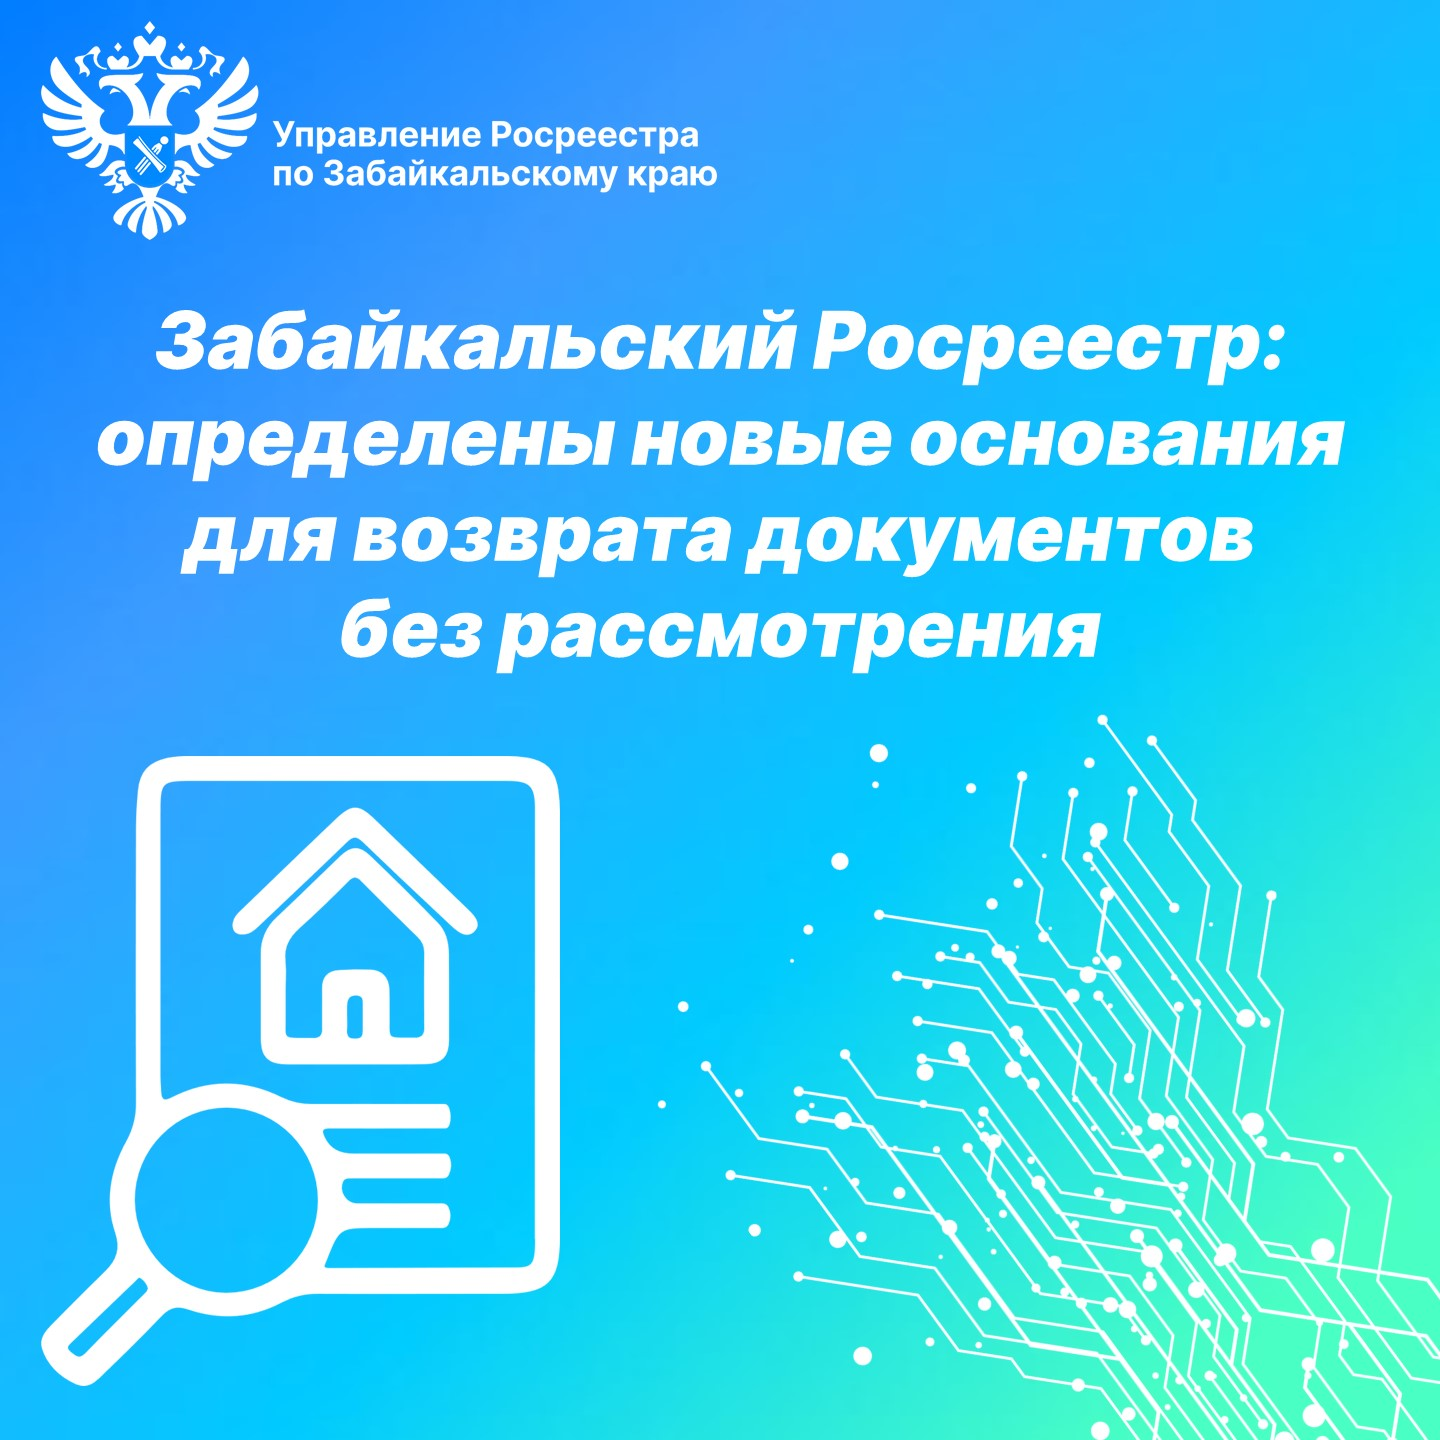 Управление Росреестра
по Забайкальскому краю
Забайкальский Росреестр:
определены новые основания
для возврата документов
без рассмотрения